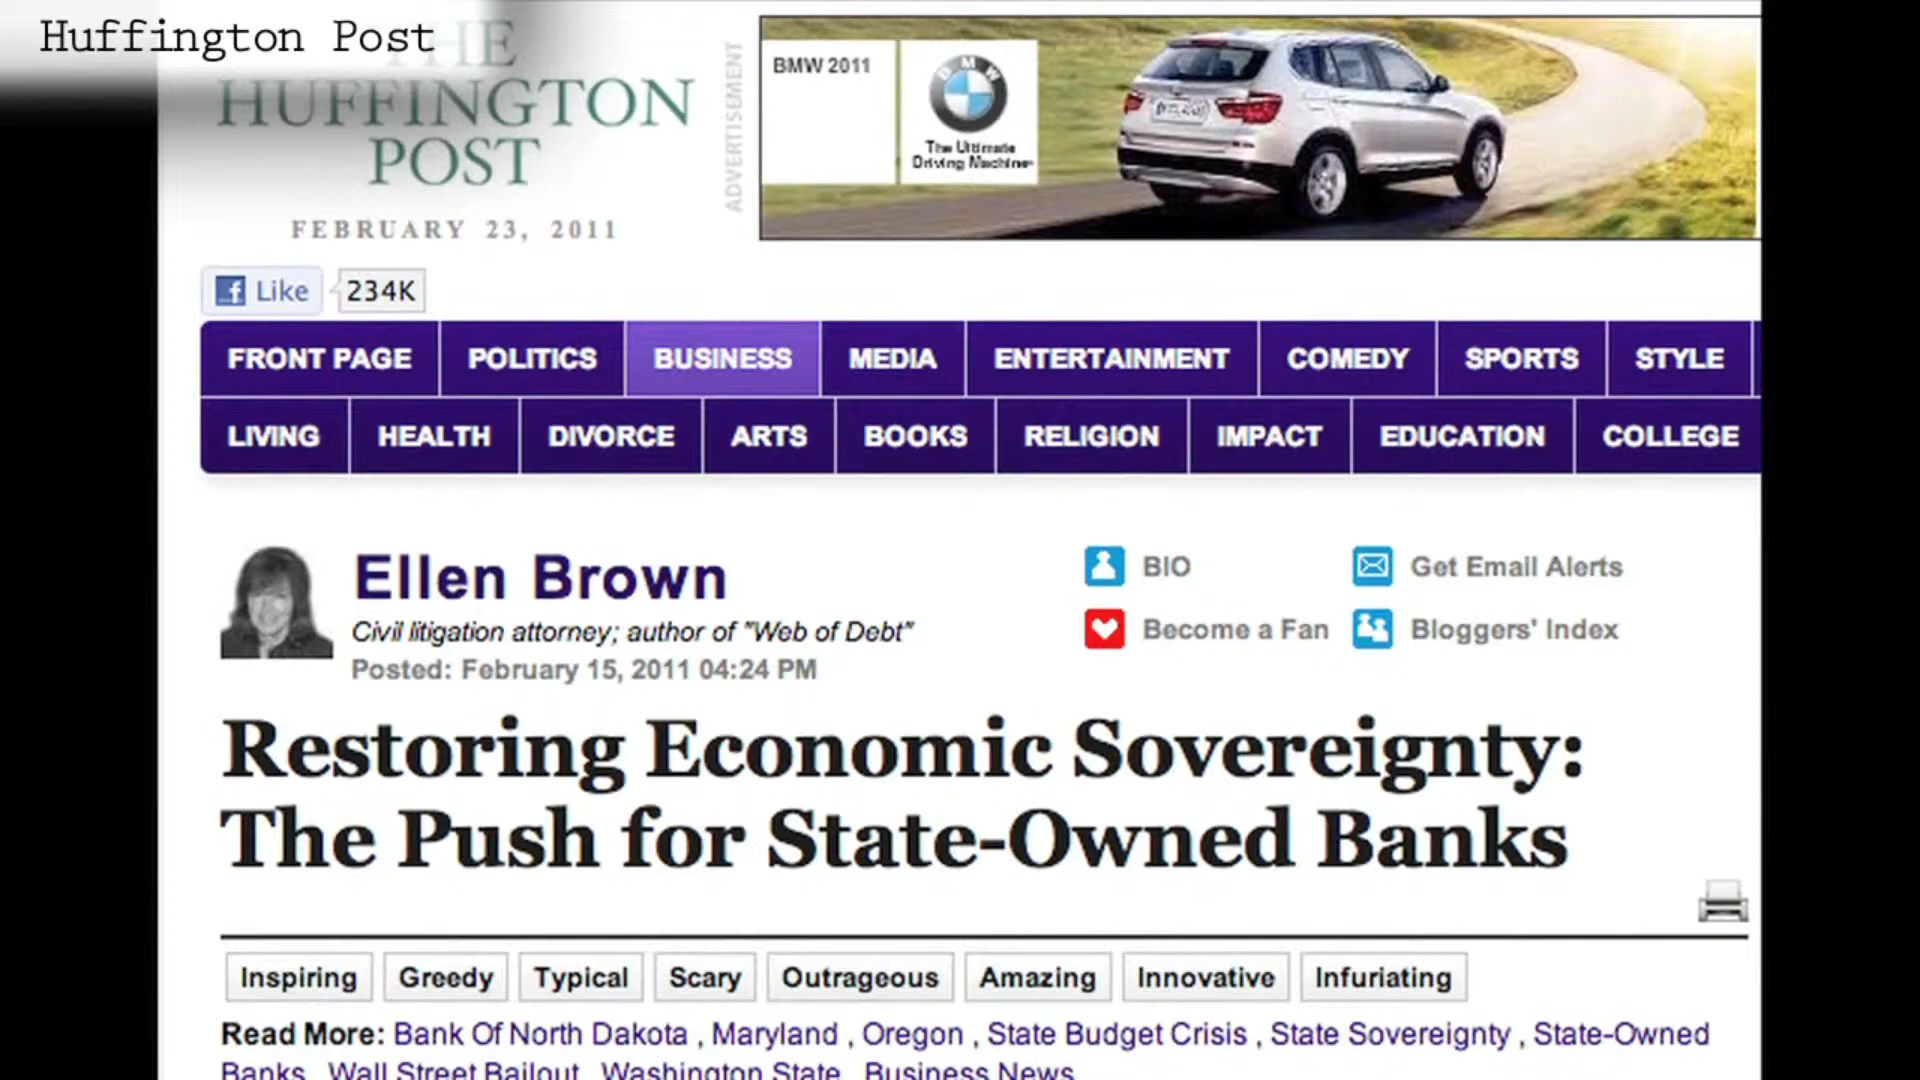 Huffington Post
THE
HUFFINGTON
POST
FEBRUARY 23, 2011
ADVERTISEMENT
BMW 2011
BMW
The Ultimate
Driving Machine
Like 234K
FRONT PAGE POLITICS BUSINESS MEDIA ENTERTAINMENT COMEDY SPORTS STYLE
LIVING HEALTH DIVORCE ARTS BOOKS RELIGION IMPACT EDUCATION COLLEGE
Ellen Brown
Civil litigation attorney; author of "Web of Debt"
Posted: February 15, 2011 04:24 PM
BIO Get Email Alerts
Become a Fan Bloggers' Index
Restoring Economic Sovereignty:
The Push for State-Owned Banks
Inspiring Greedy Typical Scary Outrageous Amazing Innovative Infuriating
Read More: Bank Of North Dakota , Maryland , Oregon , State Budget Crisis , State Sovereignty , State-Owned
Banks , Wall Street Bailout , Washington State , Business News